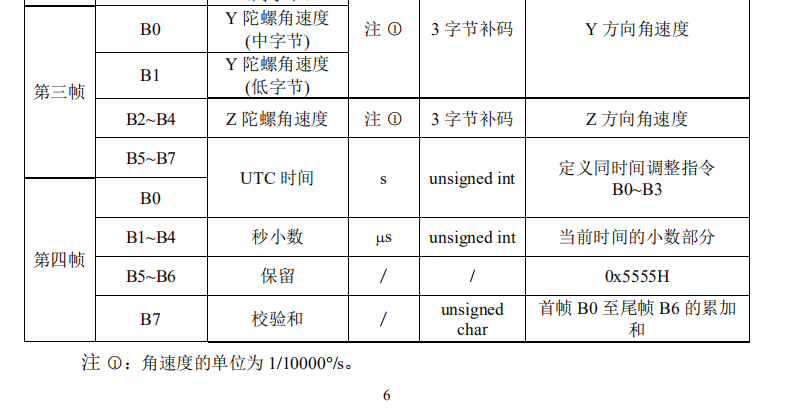 B0 Y 陀螺角速度 注 ① 3 字节补码 Y 方向角速度
(中字节)
B1 Y 陀螺角速度
(低字节)
第三帧
B2~B4 Z 陀螺角速度 注 ① 3 字节补码 Z 方向角速度
B5~B7 UTC 时间 s unsigned int 定义同时间调整指令
B0~B3
B0
B1~B4 秒小数 μs unsigned int 当前时间的小数部分
第四帧
B5~B6 保留 / / 0x5555H
B7 校验和 / unsigned char 首帧 B0 至尾帧 B6 的累加
和
注 ①：角速度的单位为 1/10000°/s。
6